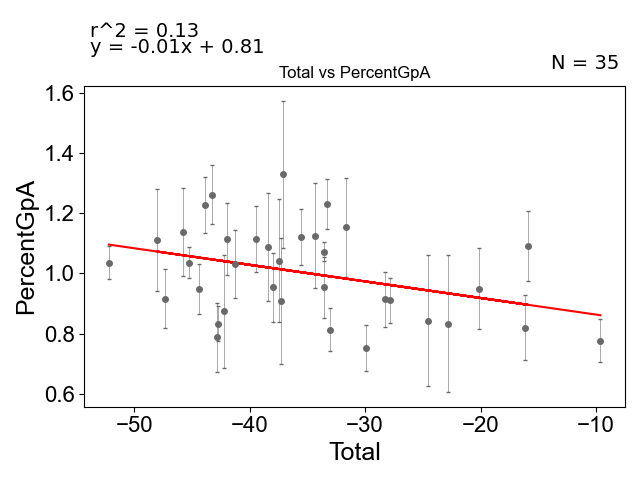 r^2 = 0.13
y = -0.01x + 0.81
N = 35
Total vs PercentGpA
1.6
1.4
1.2
1.0
0.8
0.6
PercentGpA
−50
−40
−30
−20
−10
Total